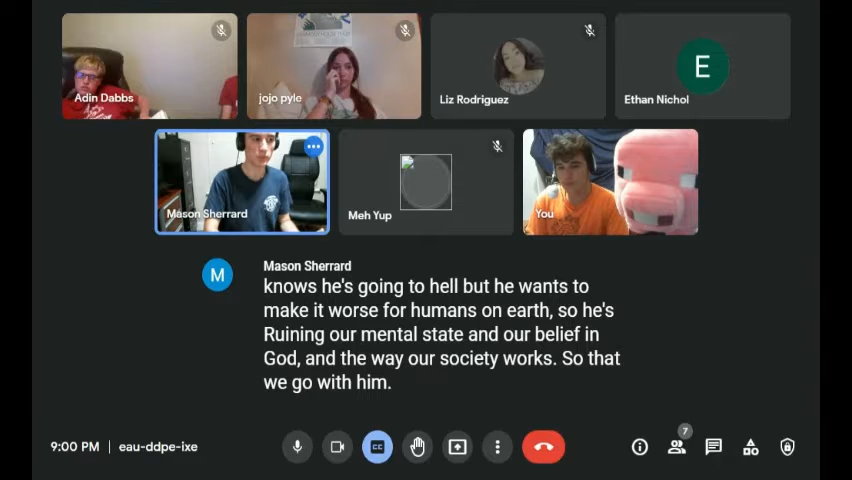 Adin Dabbs
jojo pyle
Liz Rodriguez
E
Ethan Nichol
Mason Sherrard
Meh Yup
You
M
Mason Sherrard
knows he's going to hell but he wants to
make it worse for humans on earth, so he's
Ruining our mental state and our belief in
God, and the way our society works. So that
we go with him.
7
9:00 PM | eau-ddpe-ixe
CC